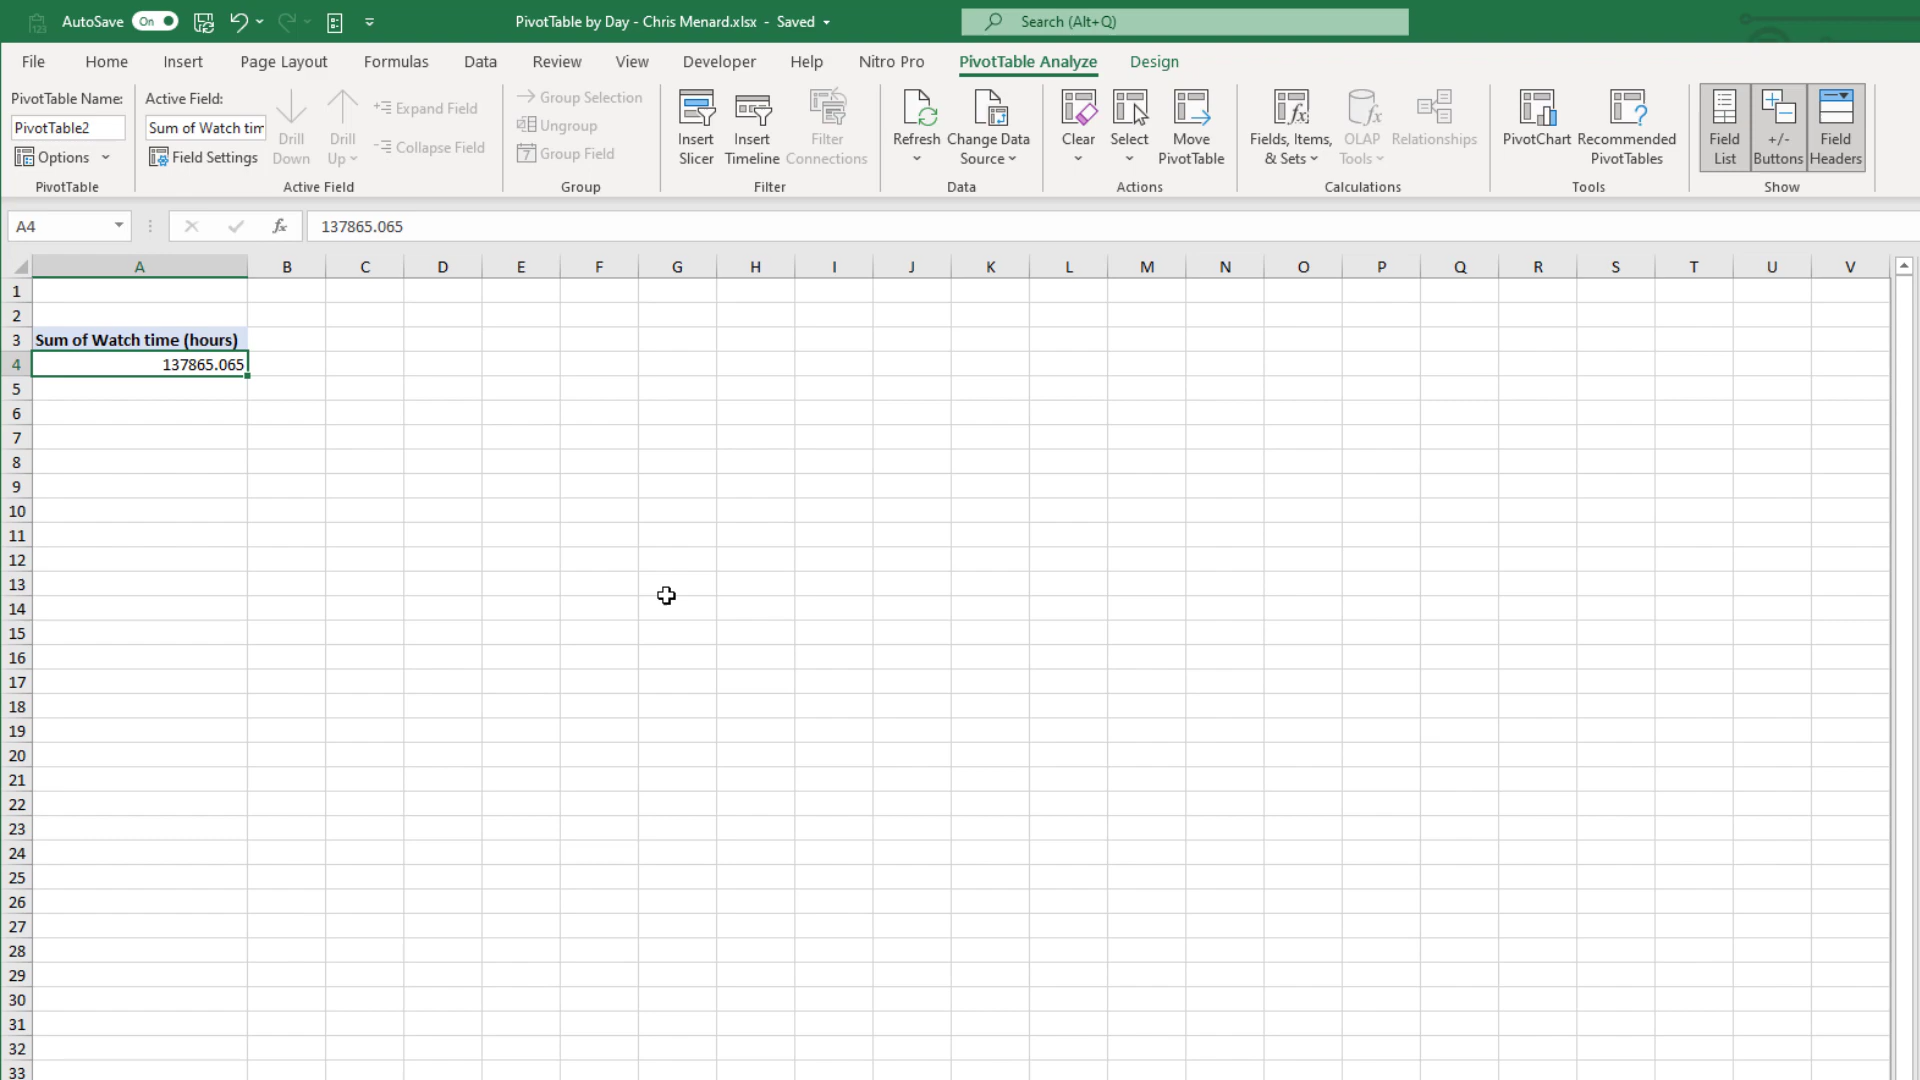 AutoSave On PivotTable by Day - Chris Menard.xlsx - Saved Search (Alt+Q)
File Home Insert Page Layout Formulas Data Review View Developer Help Nitro Pro PivotTable Analyze Design
PivotTable Name:
PivotTable2
Options
PivotTable
Active Field:
Sum of Watch tim
Field Settings
Drill
Down
Drill
Up
Expand Field
Collapse Field
Active Field
Group Selection
Ungroup
7 Group Field
Group
Insert
Slicer
Insert
Timeline
Filter
Connections
Filter
Refresh
Change Data
Source
Data
Clear
Select
Move
PivotTable
Actions
Fields, Items,
& Sets
OLAP
Tools
Relationships
Calculations
PivotChart
Recommended
PivotTables
Tools
Field
List
+/-
Buttons
Field
Headers
Show
A4 fx 137865.065
A B C D E F G H I J K L M N O P Q R S T U V
1
2
3 Sum of Watch time (hours)
4 137865.065
5
6
7
8
9
10
11
12
13
14
15
16
17
18
19
20
21
22
23
24
25
26
27
28
29
30
31
32
33